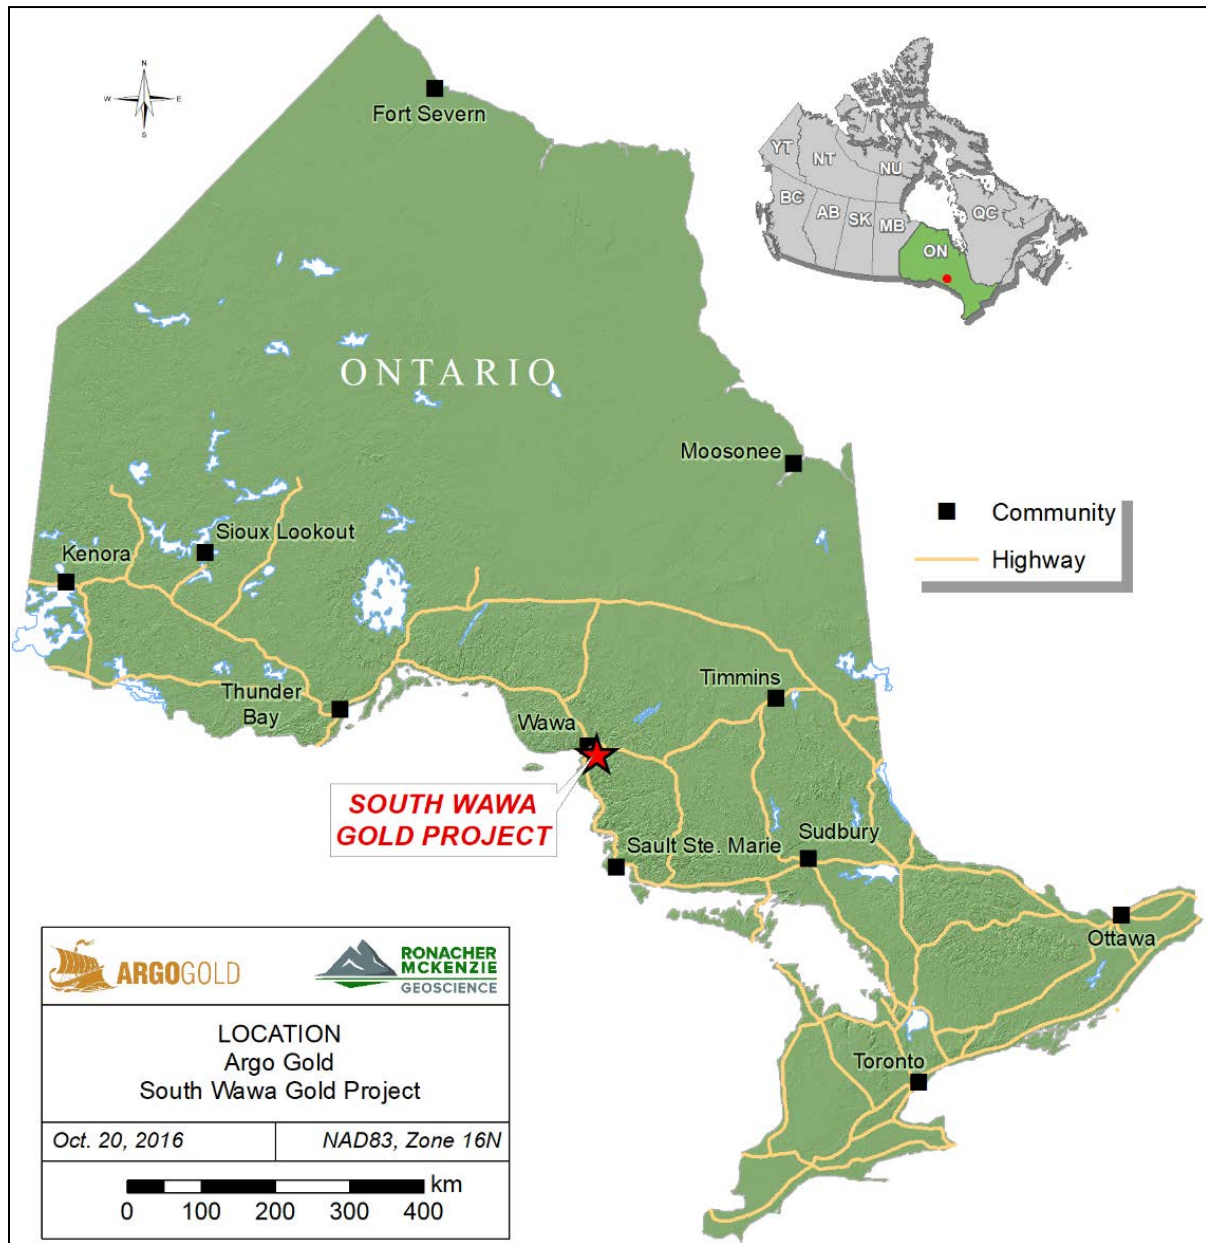 N
W
E
S
Fort Severn
YT
NT
NU
BC
AB
SK
MB
QC
ON
ONTARIO
Moosonee
Community
Highway
Sioux Lookout
Kenora
Thunder
Bay
Timmins
Wawa
SOUTH WAWA
GOLD PROJECT
Sault Ste. Marie
Sudbury
Ottawa
Toronto
ARGOGOLD
RONACHER
MCKENZIE
GEOSCIENCE
LOCATION
Argo Gold
South Wawa Gold Project
Oct. 20, 2016
NAD83, Zone 16N
km
0 100 200 300 400